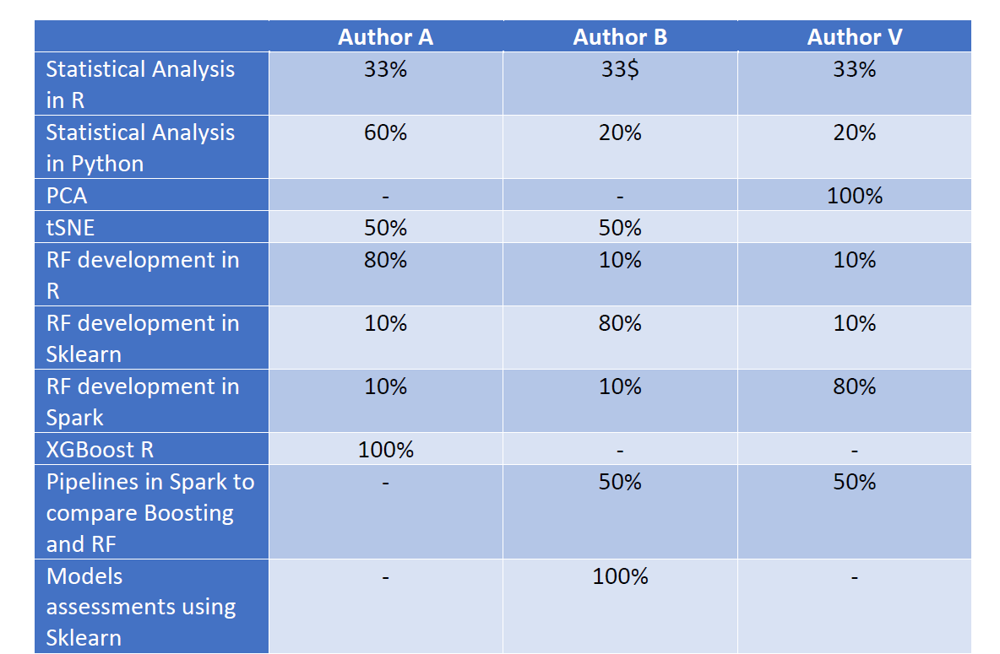 Author A Author B Author V
Statistical Analysis 33% 33$ 33%
in R
Statistical Analysis 60% 20% 20%
in Python
PCA - - 100%
tSNE 50% 50%
RF development in 80% 10% 10%
R
RF development in 10% 80% 10%
Sklearn
RF development in 10% 10% 80%
Spark
XGBoost R 100% - -
Pipelines in Spark to - 50% 50%
compare Boosting
and RF
Models - 100% -
assessments using
Sklearn